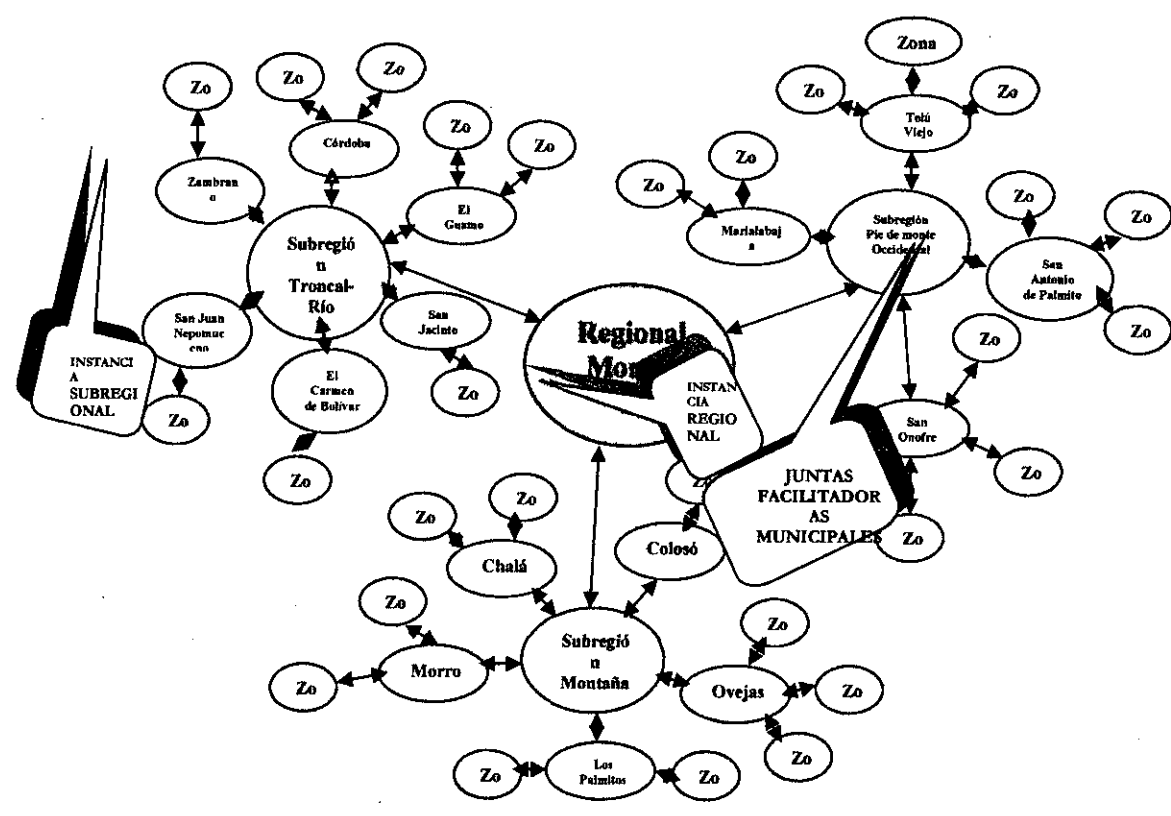 Zona
Zo
Zo
Zo
Zo
Zo
Tolú
Viejo
Córdoba
Zo
Zo
Zo
Zo
Zambran
o
El
Guamo
Marialabaj
a
Subregión
Pie de monte
Occidental
Zo
Zo
San
Antonio
de Palmito
Zo
Subregió
n
Troncal-
Río
San Juan
Nepomuc
eno
San
Jacinto
Regional
INSTANCI
A
SUBREGI
ONAL
INSTAN
CIA
REGIO
NAL
Zo
El
Carmen
de Bolívar
Zo
Zo
Zo
San
Onofre
Zo
JUNTAS
FACILITADOR
AS
MUNICIPALES
Zo
Zo
Zo
Chalá
Colosó
Zo
Zo
Subregió
n
Montaña
Morro
Zo
Ovejas
Zo
Zo
Los
Palmitos
Zo
Zo
Zo